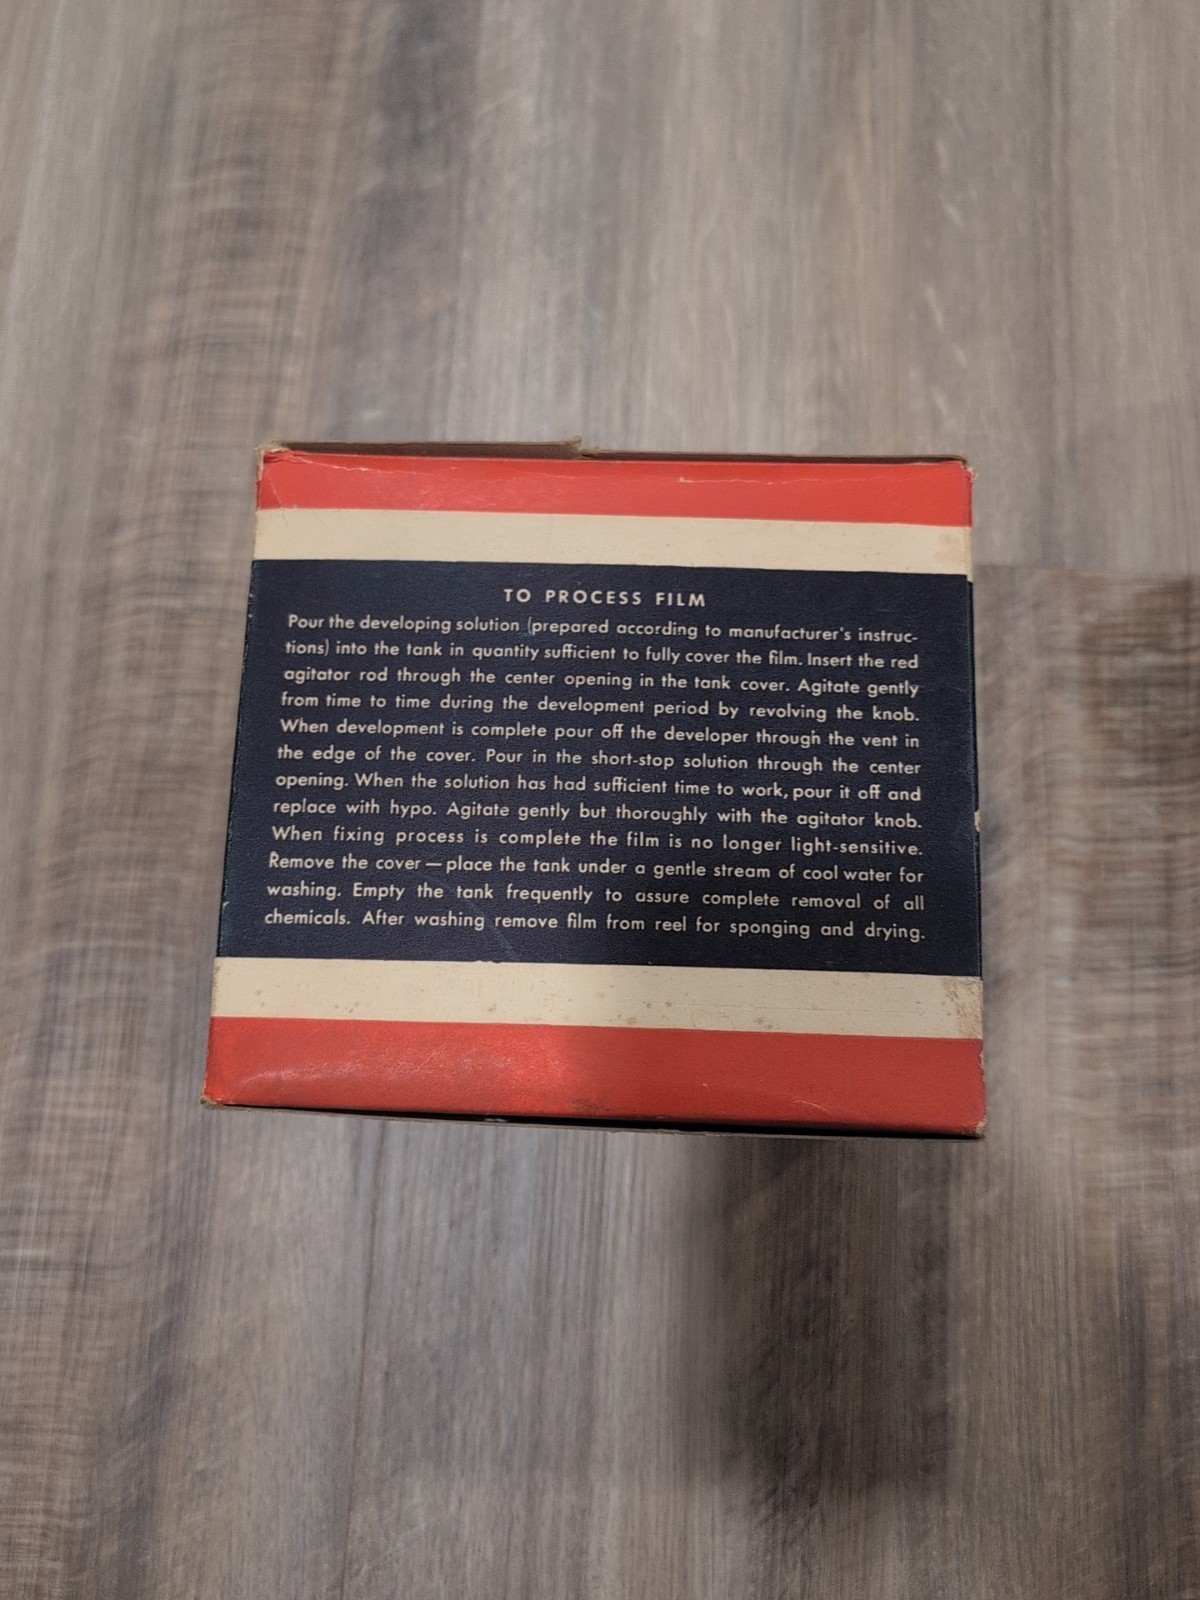 TO PROCESS FILM
Pour the developing solution (prepared according to manufacturer's instruc-
tions) into the tank in quantity sufficient to fully cover the film. Insert the red
agitator rod through the center opening in the tank cover. Agitate gently
from time to time during the development period by revolving the knob.
When development is complete pour off the developer through the vent in
the edge of the cover. Pour in the short-stop solution through the center
opening. When the solution has had sufficient time to work, pour it off and
replace with hypo. Agitate gently but thoroughly with the agitator knob.
When fixing process is complete the film is no longer light-sensitive.
Remove the cover — place the tank under a gentle stream of cool water for
washing. Empty the tank frequently to assure complete removal of all
chemicals. After washing remove film from reel for sponging and drying.